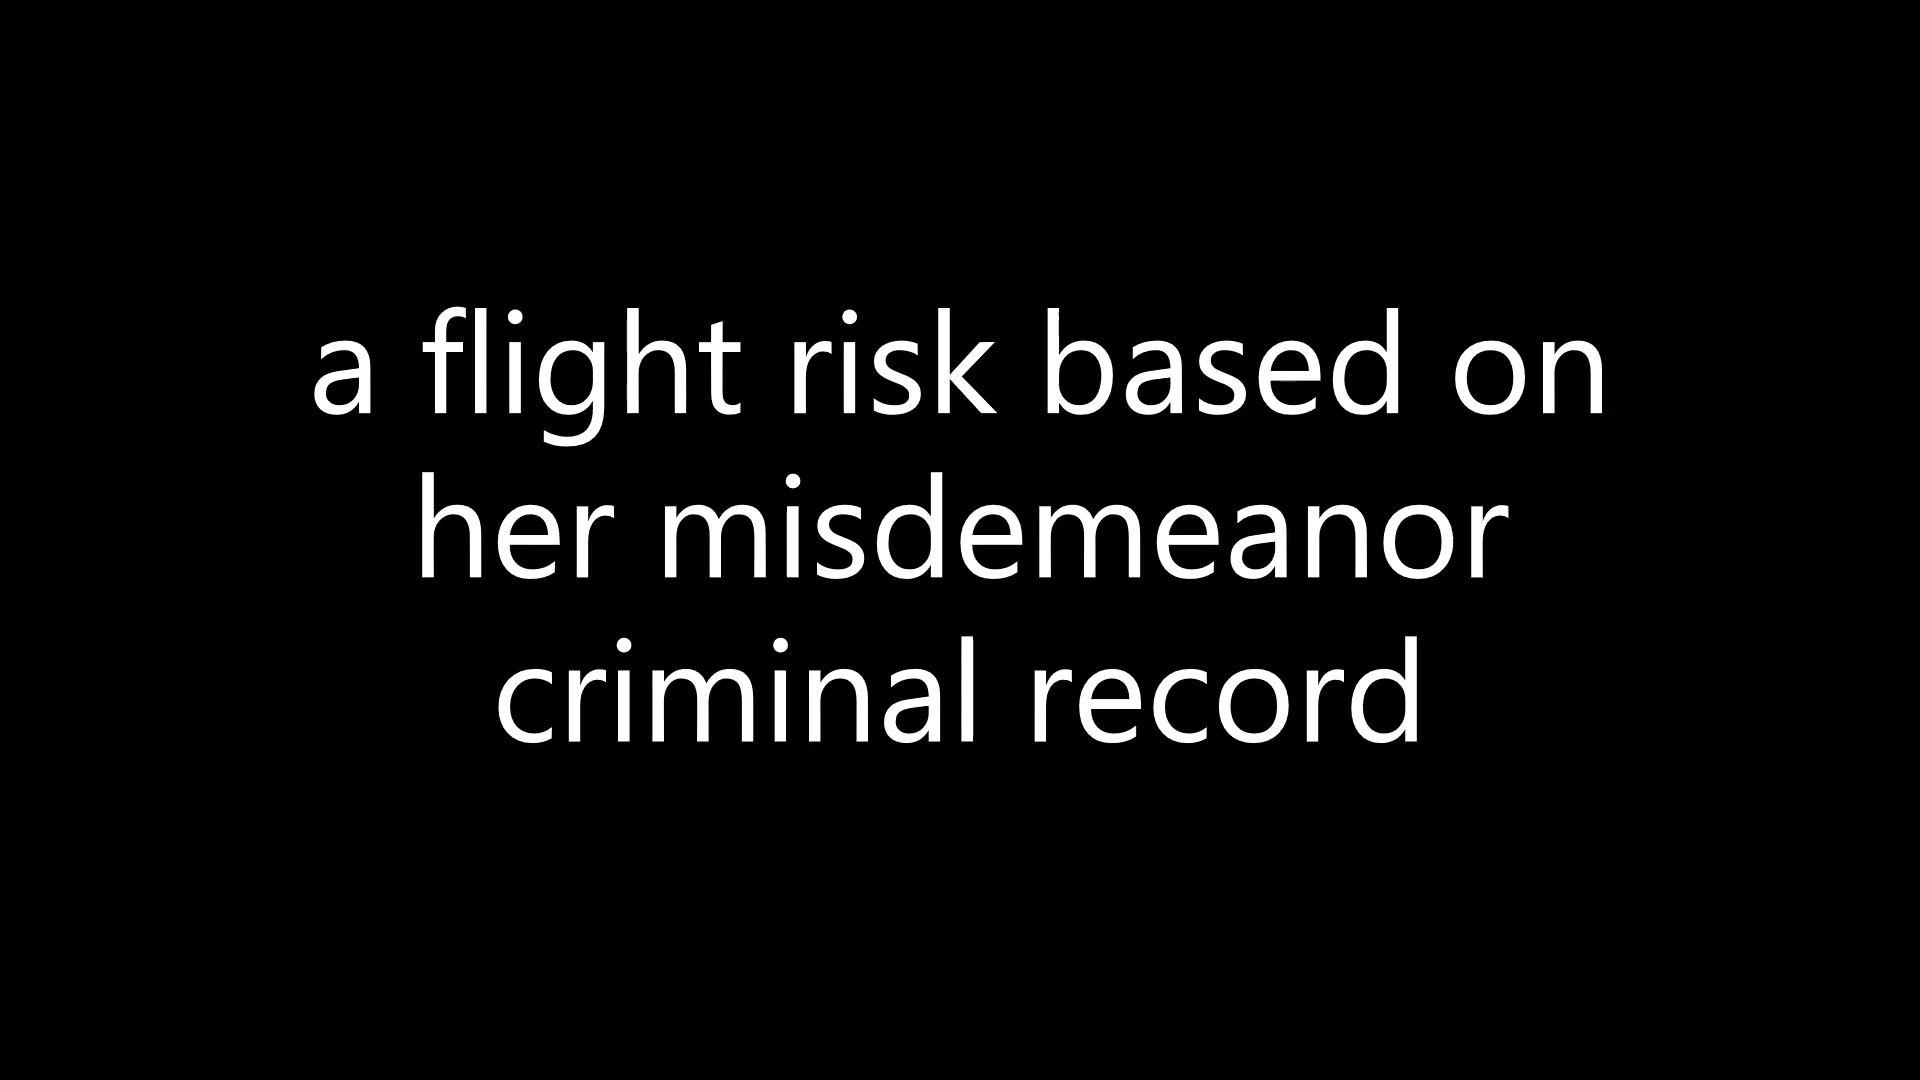 a flight risk based on
her misdemeanor
criminal record